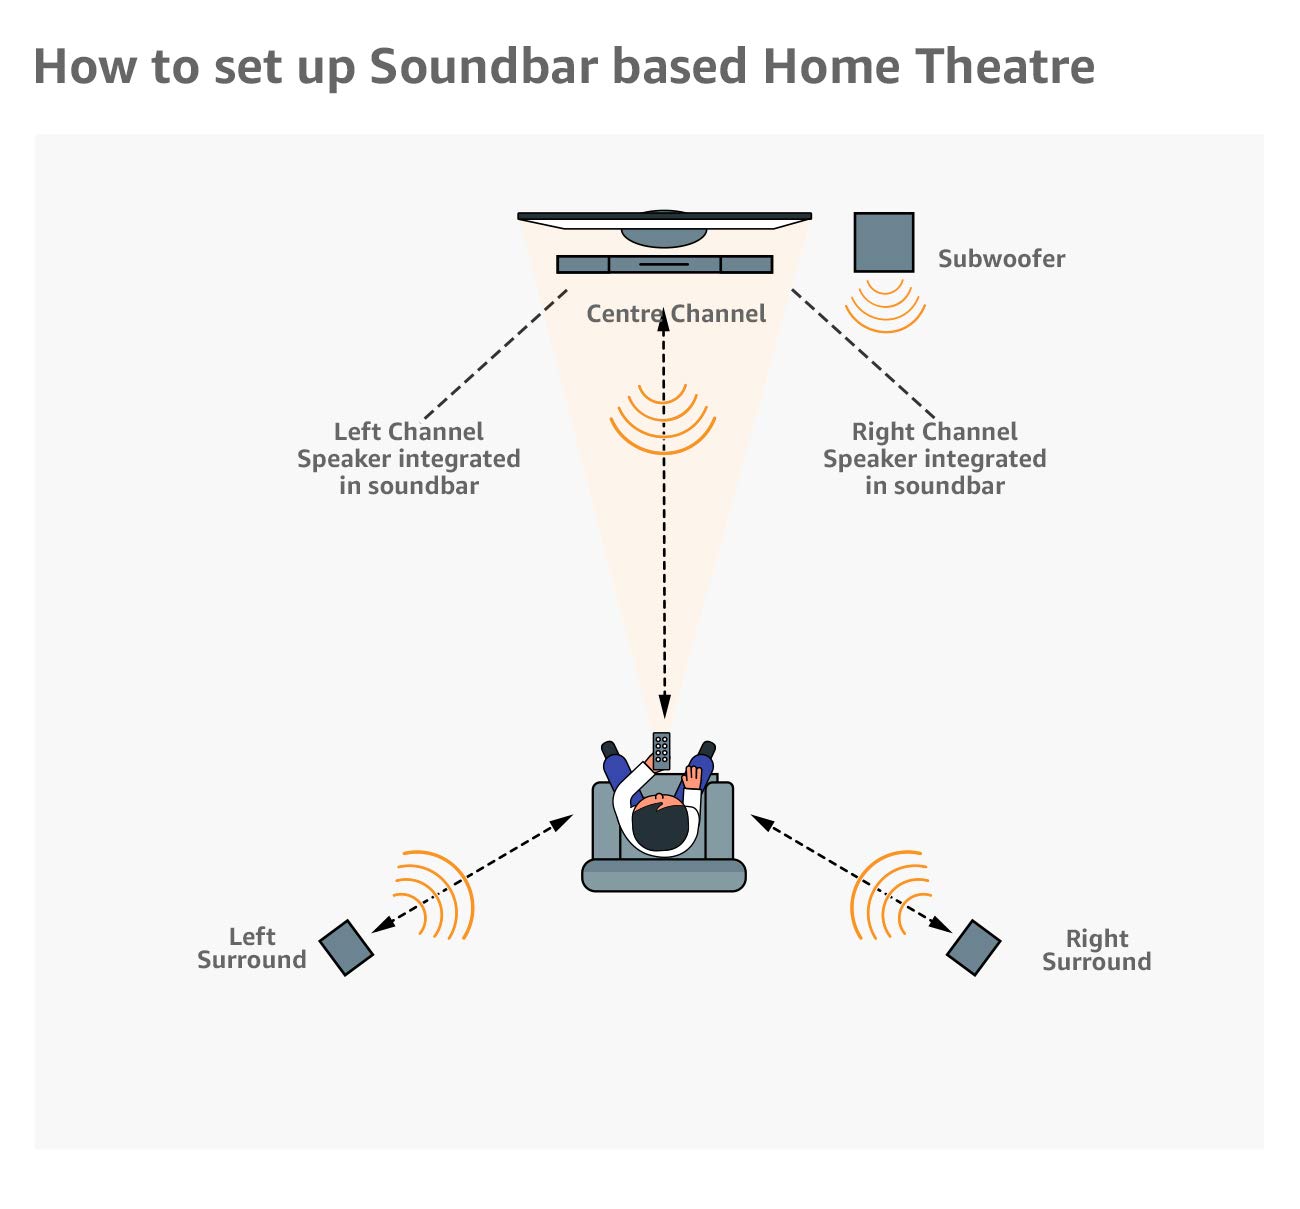 How to set up Soundbar based Home Theatre
Subwoofer
Centre Channel
Left Channel
Speaker integrated
in soundbar
Right Channel
Speaker integrated
in soundbar
Left
Surround
Right
Surround